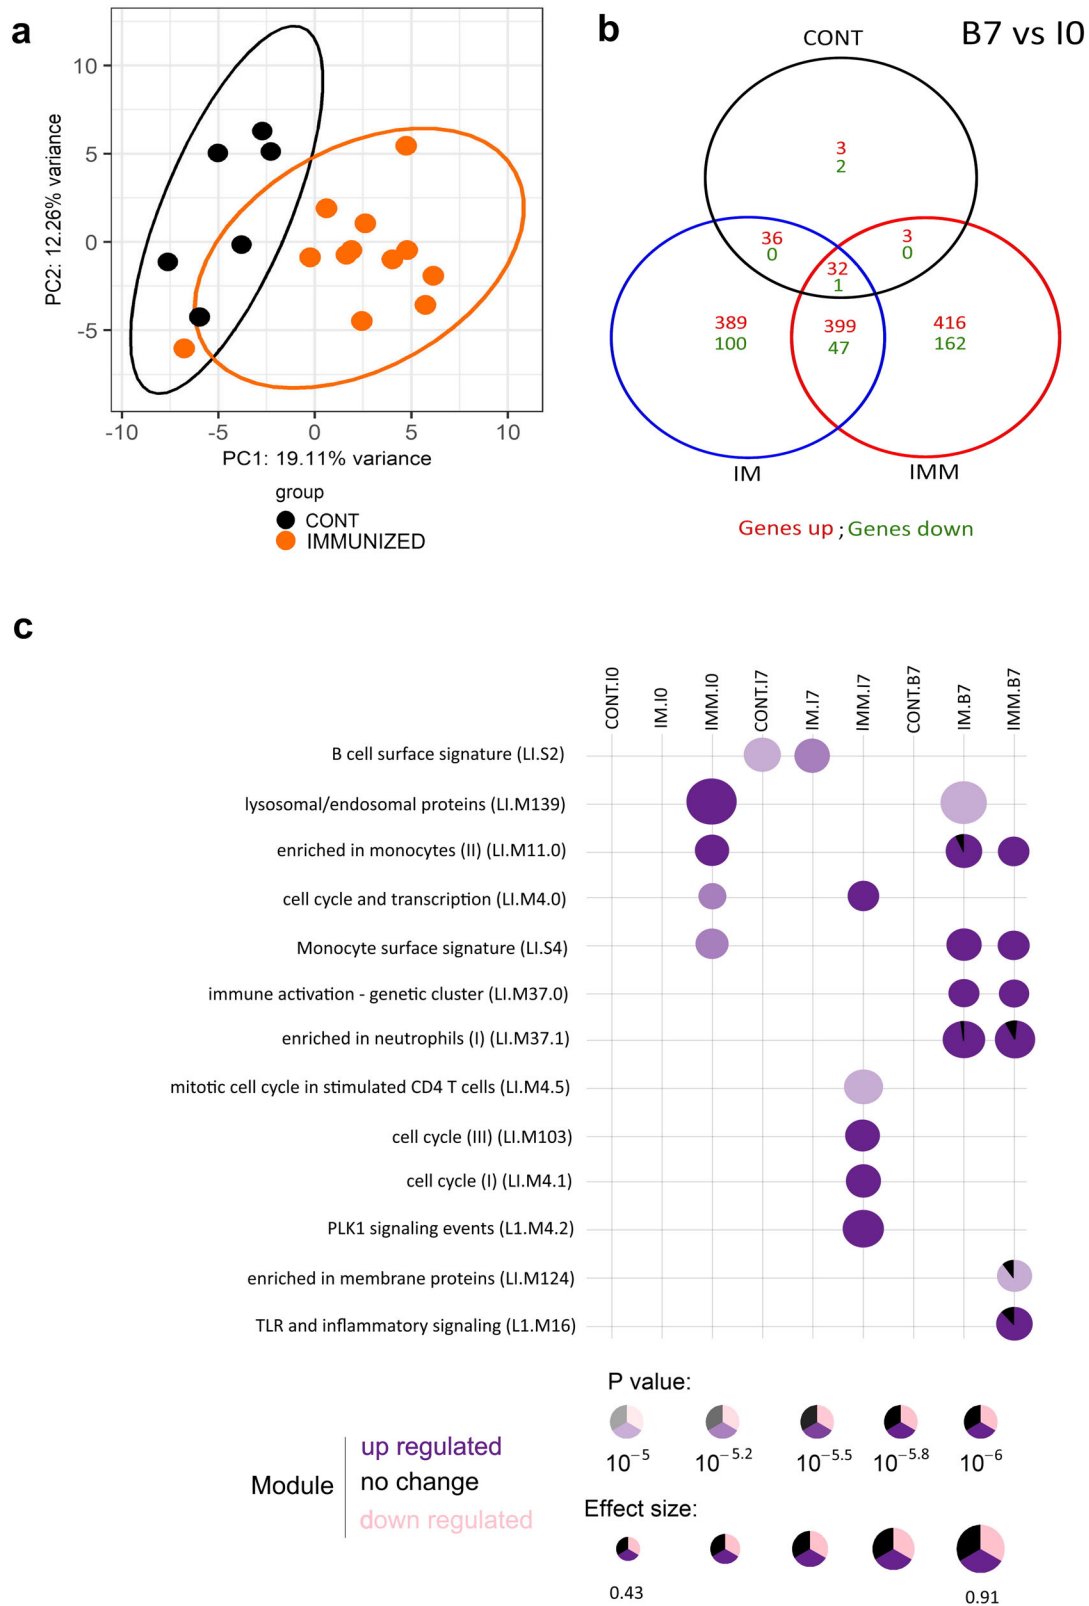 a
10
5
0
-5
PC2: 12.26% variance
-10
-5
0
5
10
PC1: 19.11% variance
group
CONT
IMMUNIZED
b
B7 vs I0
CONT
3
2
36
0
3
0
32
1
389
100
399
47
416
162
IM
IMM
Genes up ; Genes down
c
CONT.I0
IM.I0
IMM.I0
CONT.I7
IM.I7
IMM.I7
CONT.B7
IM.B7
IMM.B7
B cell surface signature (LI.S2)
lysosomal/endosomal proteins (LI.M139)
enriched in monocytes (II) (LI.M11.0)
cell cycle and transcription (LI.M4.0)
Monocyte surface signature (LI.S4)
immune activation - genetic cluster (LI.M37.0)
enriched in neutrophils (I) (LI.M37.1)
mitotic cell cycle in stimulated CD4 T cells (LI.M4.5)
cell cycle (III) (LI.M103)
cell cycle (I) (LI.M4.1)
PLK1 signaling events (L1.M4.2)
enriched in membrane proteins (LI.M124)
TLR and inflammatory signaling (L1.M16)
P value:
10⁻⁵ 10⁻⁵·² 10⁻⁵·⁵ 10⁻⁵·⁸ 10⁻⁶
Module
up regulated
no change
down regulated
Effect size:
0.43 0.91